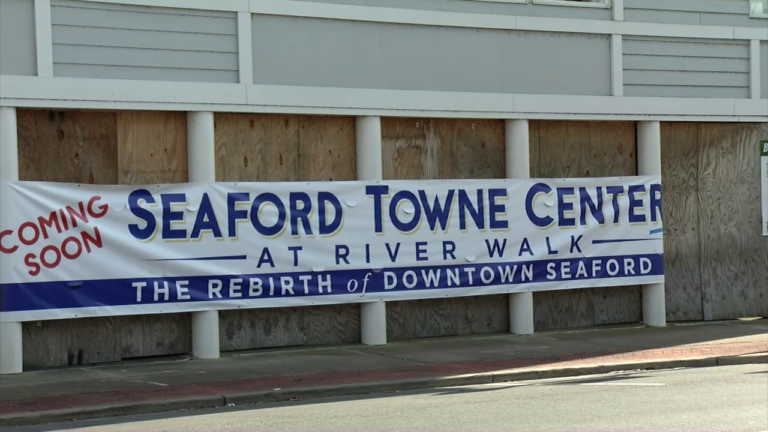 COMING
SOON
SEAFORD TOWNE CENTER
AT RIVER WALK
THE REBIRTH of DOWNTOWN SEAFORD